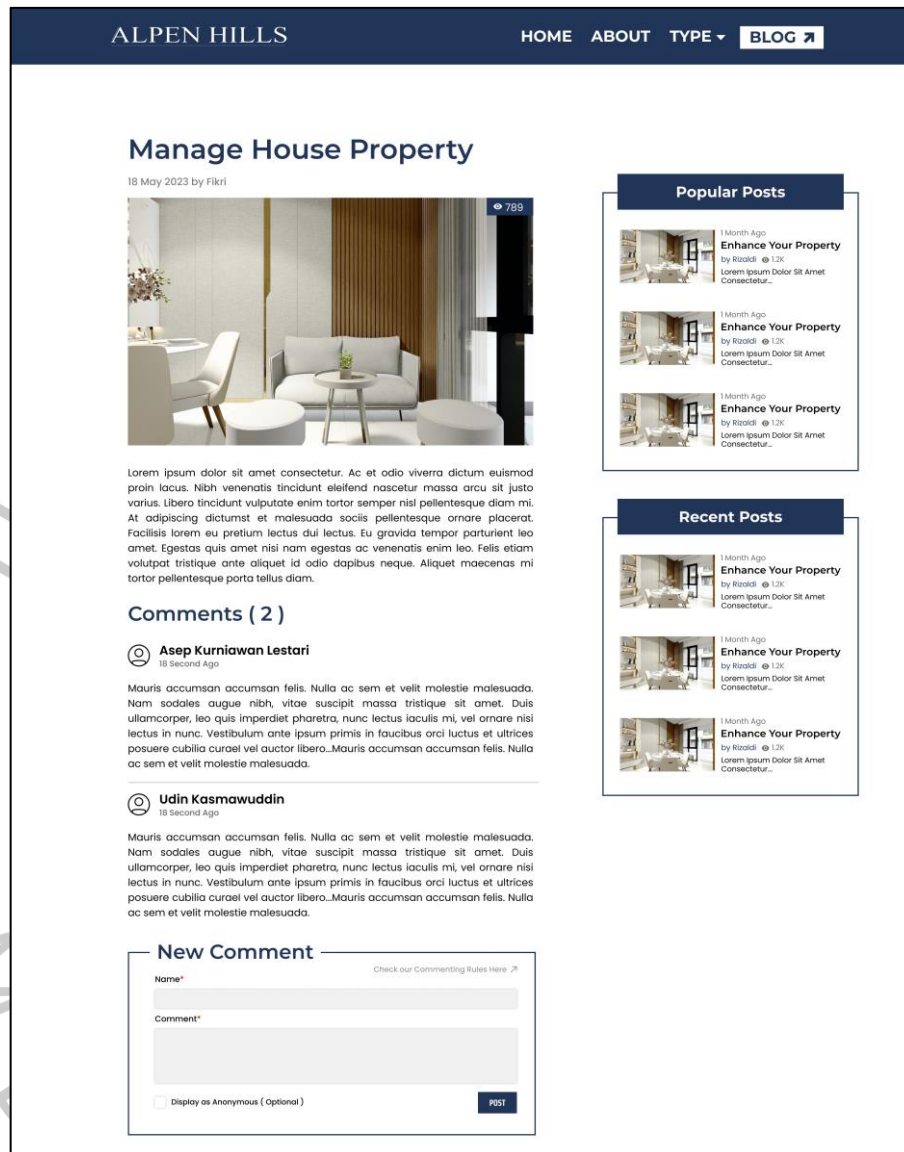 ALPEN HILLS
HOME ABOUT TYPE BLOG
Manage House Property
18 May 2023 by Fikri
789
Lorem ipsum dolor sit amet consectetur. Ac et odio viverra dictum euismod
proin lacus. Nibh venenatis tincidunt eleifend nascetur massa arcu sit justo
varius. Libero tincidunt vulputate enim tortor semper nisl pellentesque diam mi.
At adipiscing dictumst et malesuada sociis pellentesque ornare placerat.
Facilisis lorem eu pretium lectus dui lectus. Eu gravida tempor parturient leo
amet. Egestas quis amet nisi nam egestas ac venenatis enim leo. Felis etiam
volutpat tristique ante aliquet id odio dapibus neque. Aliquet maecenas mi
tortor pellentesque porta tellus diam.
Comments ( 2 )
Asep Kurniawan Lestari
18 Second Ago
Mauris accumsan accumsan felis. Nulla ac sem et velit molestie malesuada.
Nam sodales augue nibh, vitae suscipit massa tristique sit amet. Duis
ullamcorper, leo quis imperdiet pharetra, nunc lectus iaculis mi, vel ornare nisi
lectus in nunc. Vestibulum ante ipsum primis in faucibus orci luctus et ultrices
posuere cubilia curael vel auctor libero...Mauris accumsan accumsan felis. Nulla
ac sem et velit molestie malesuada.
Udin Kasmawuddin
18 Second Ago
Mauris accumsan accumsan felis. Nulla ac sem et velit molestie malesuada.
Nam sodales augue nibh, vitae suscipit massa tristique sit amet. Duis
ullamcorper, leo quis imperdiet pharetra, nunc lectus iaculis mi, vel ornare nisi
lectus in nunc. Vestibulum ante ipsum primis in faucibus orci luctus et ultrices
posuere cubilia curael vel auctor libero...Mauris accumsan accumsan felis. Nulla
ac sem et velit molestie malesuada.
New Comment
Check our Commenting Rules Here
Name*
Comment*
Display as Anonymous ( Optional )
POST
Popular Posts
1 Month Ago
Enhance Your Property
by Rizaldi 1.2K
Lorem Ipsum Dolor Sit Amet
Consectetur...
1 Month Ago
Enhance Your Property
by Rizaldi 1.2K
Lorem Ipsum Dolor Sit Amet
Consectetur...
1 Month Ago
Enhance Your Property
by Rizaldi 1.2K
Lorem Ipsum Dolor Sit Amet
Consectetur...
Recent Posts
1 Month Ago
Enhance Your Property
by Rizaldi 1.2K
Lorem Ipsum Dolor Sit Amet
Consectetur...
1 Month Ago
Enhance Your Property
by Rizaldi 1.2K
Lorem Ipsum Dolor Sit Amet
Consectetur...
1 Month Ago
Enhance Your Property
by Rizaldi 1.2K
Lorem Ipsum Dolor Sit Amet
Consectetur...